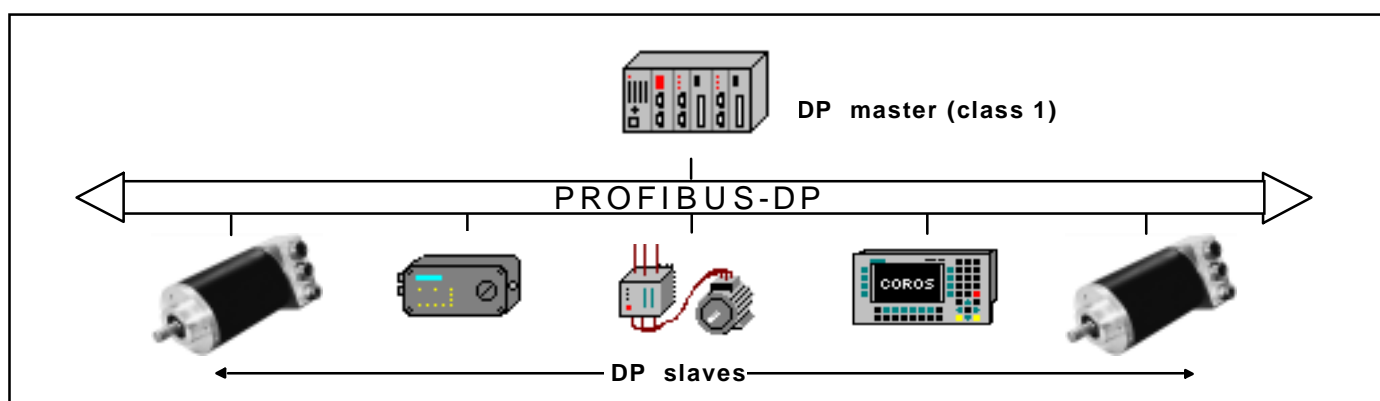 DP master (class 1)
PROFIBUS-DP
COROS
DP slaves